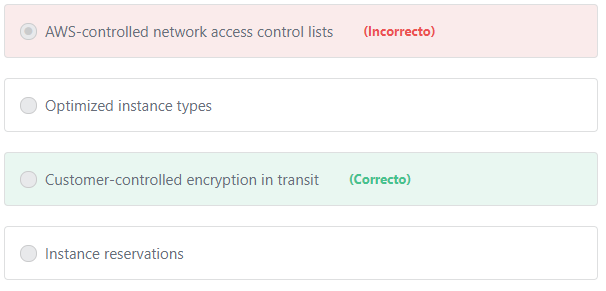 AWS-controlled network access control lists (Incorrecto)
Optimized instance types
Customer-controlled encryption in transit (Correcto)
Instance reservations